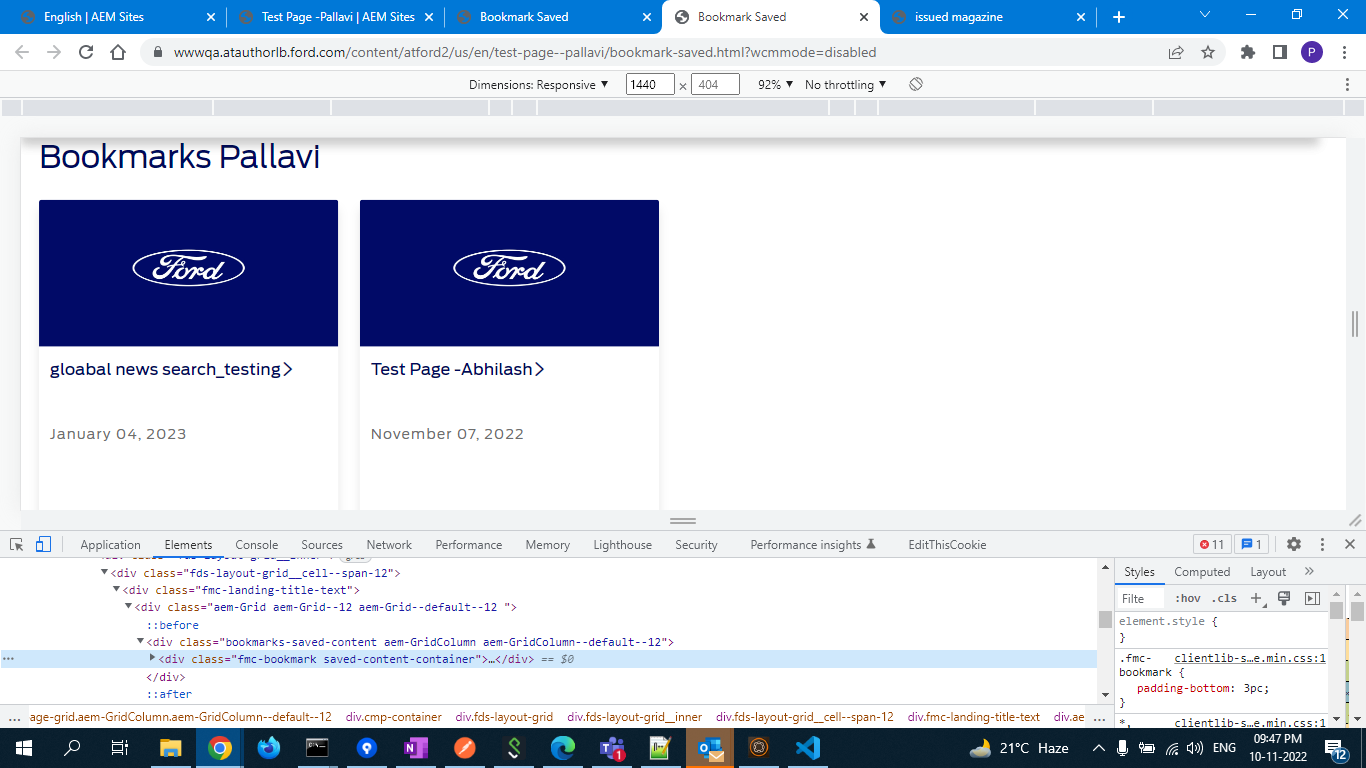 English | AEM Sites
Test Page -Pallavi | AEM Sites
Bookmark Saved
Bookmark Saved
issued magazine
wwwqa.atauthorlb.ford.com/content/atford2/us/en/test-page--pallavi/bookmark-saved.html?wcmmode=disabled
P
Dimensions: Responsive ▼ 1440 × 404 92% ▼ No throttling ▼
Bookmarks Pallavi
Ford
Ford
gloabal news search_testing
Test Page -Abhilash
January 04, 2023
November 07, 2022
Application Elements Console Sources Network Performance Memory Lighthouse Security Performance insights EditThisCookie 11 1
<div class="fds-layout-grid__cell--span-12">
<div class="fmc-landing-title-text">
<div class="aem-Grid aem-Grid--12 aem-Grid--default--12 ">
::before
<div class="bookmarks-saved-content aem-GridColumn aem-GridColumn--default--12">
<div class="fmc-bookmark saved-content-container">…</div> == $0
</div>
::after
Styles Computed Layout »
Filte :hov .cls +
element.style {
}
.fmc-bookmark { clientlib-s…e.min.css:1
padding-bottom: 3pc;
}
*, clientlib-s…e.min.css:1
... age-grid.aem-GridColumn.aem-GridColumn--default--12 div.cmp-container div.fds-layout-grid div.fds-layout-grid__inner div.fds-layout-grid__cell--span-12 div.fmc-landing-title-text div.ae ...
21°C Haze
ENG
09:47 PM
10-11-2022
12
1